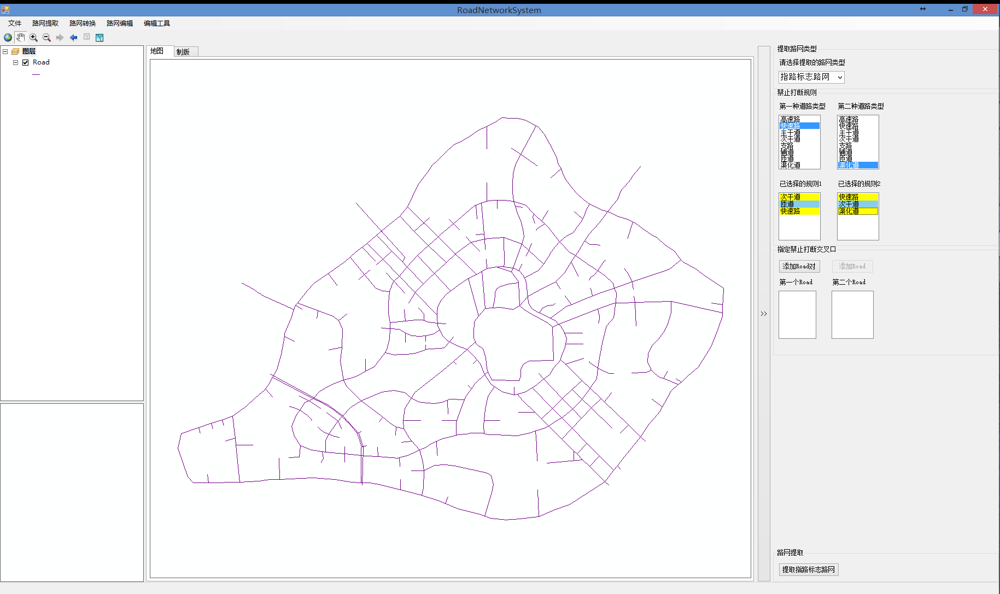 RoadNetworkSystem
文件 路网提取 路网转换 路网编辑 编辑工具
图层
Road
地图 制版
提取路网类型
请选择提取的路网类型
指路标志路网
禁止打断规则
第一种道路类型 第二种道路类型
高速路 高速路
快速路 快速路
主干道 主干道
次干道 次干道
支路 支路
辅道 辅道
匝道 匝道
渠化道 渠化道
已选择的规则1 已选择的规则2
次干道 快速路
匝道 次干道
快速路 渠化道
指定禁止打断交叉口
添加Road对 添加Road
第一个Road 第二个Road
>>
路网提取
提取指路标志路网